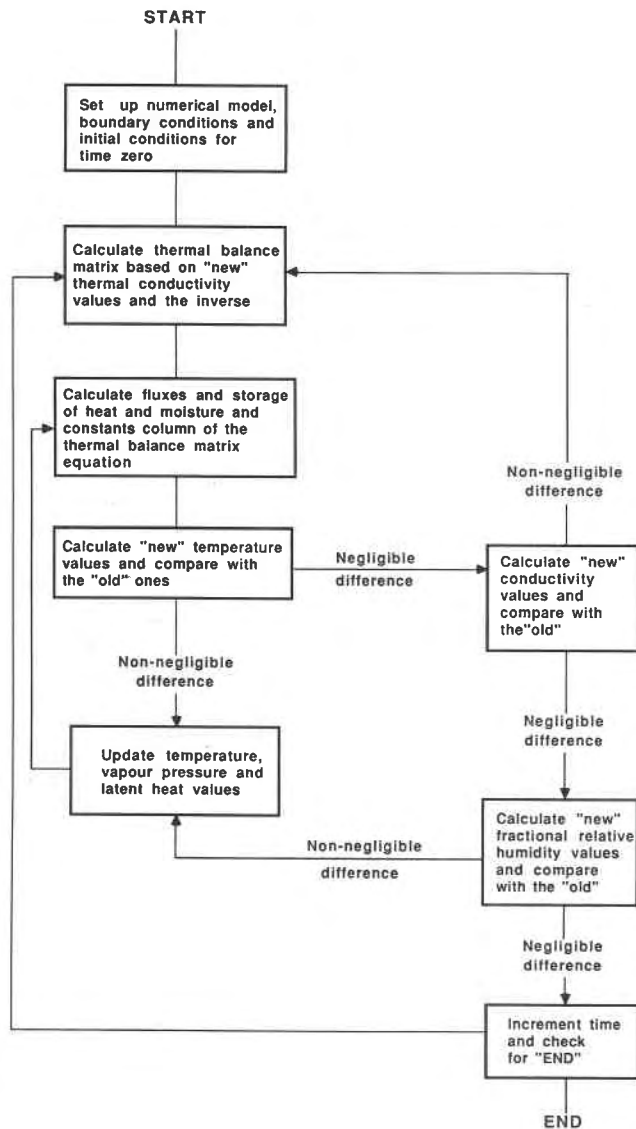 START
Set up numerical model,
boundary conditions and
initial conditions for
time zero
Calculate thermal balance
matrix based on "new"
thermal conductivity
values and the inverse
Calculate fluxes and storage
of heat and moisture and
constants column of the
thermal balance matrix
equation
Non-negligible
difference
Calculate "new" temperature
values and compare with
the "old" ones
Negligible
difference
Calculate "new"
conductivity
values and
compare with
the"old"
Non-negligible
difference
Negligible
difference
Update temperature,
vapour pressure and
latent heat values
Non-negligible
difference
Calculate "new"
fractional relative
humidity values
and compare
with the "old"
Negligible
difference
Increment time
and check
for "END"
END